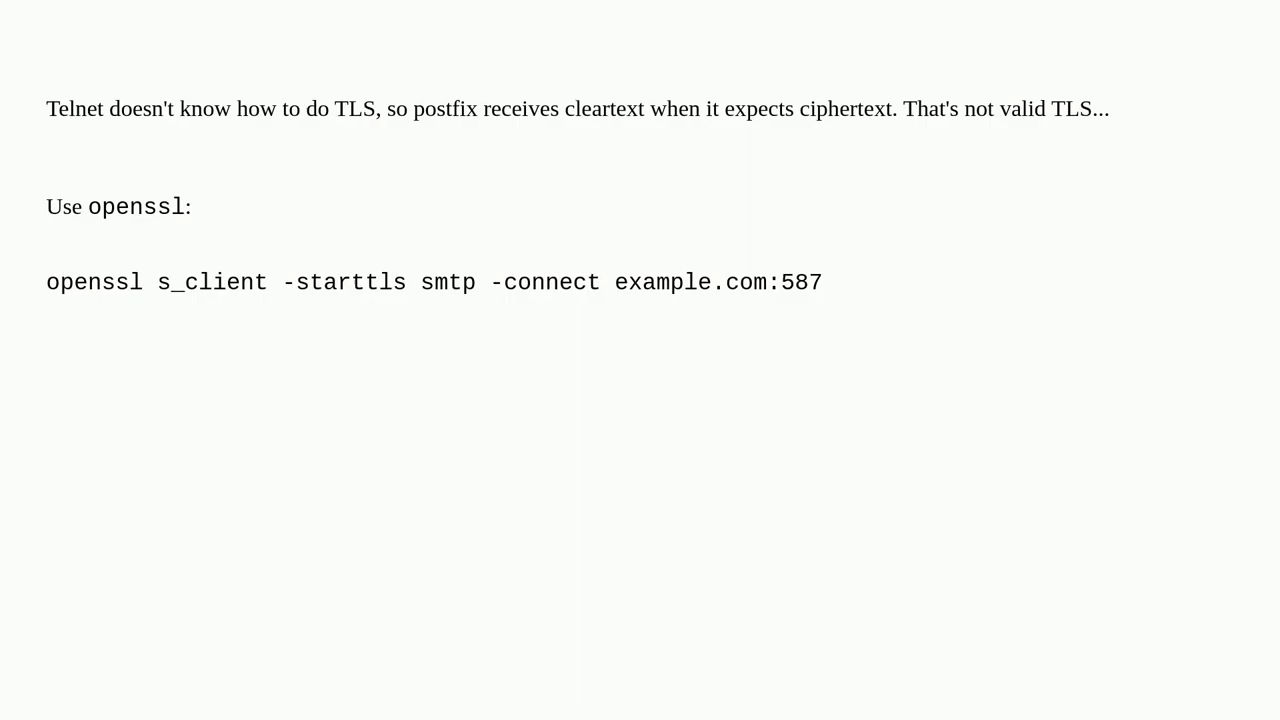 Telnet doesn't know how to do TLS, so postfix receives cleartext when it expects ciphertext. That's not valid TLS...
Use openssl:
openssl s_client -starttls smtp -connect example.com:587